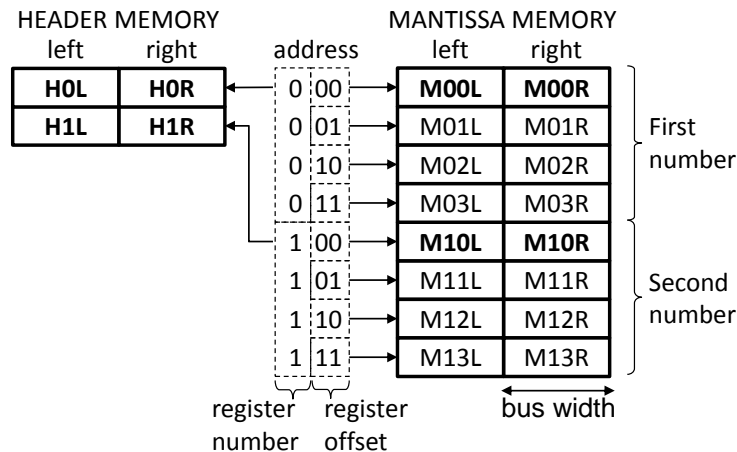 HEADER MEMORY MANTISSA MEMORY
left right address left right
H0L H0R 0 00 M00L M00R
H1L H1R 0 01 M01L M01R
0 10 M02L M02R
0 11 M03L M03R
First
number
1 00 M10L M10R
1 01 M11L M11R
1 10 M12L M12R
1 11 M13L M13R
Second
number
register register bus width
number offset